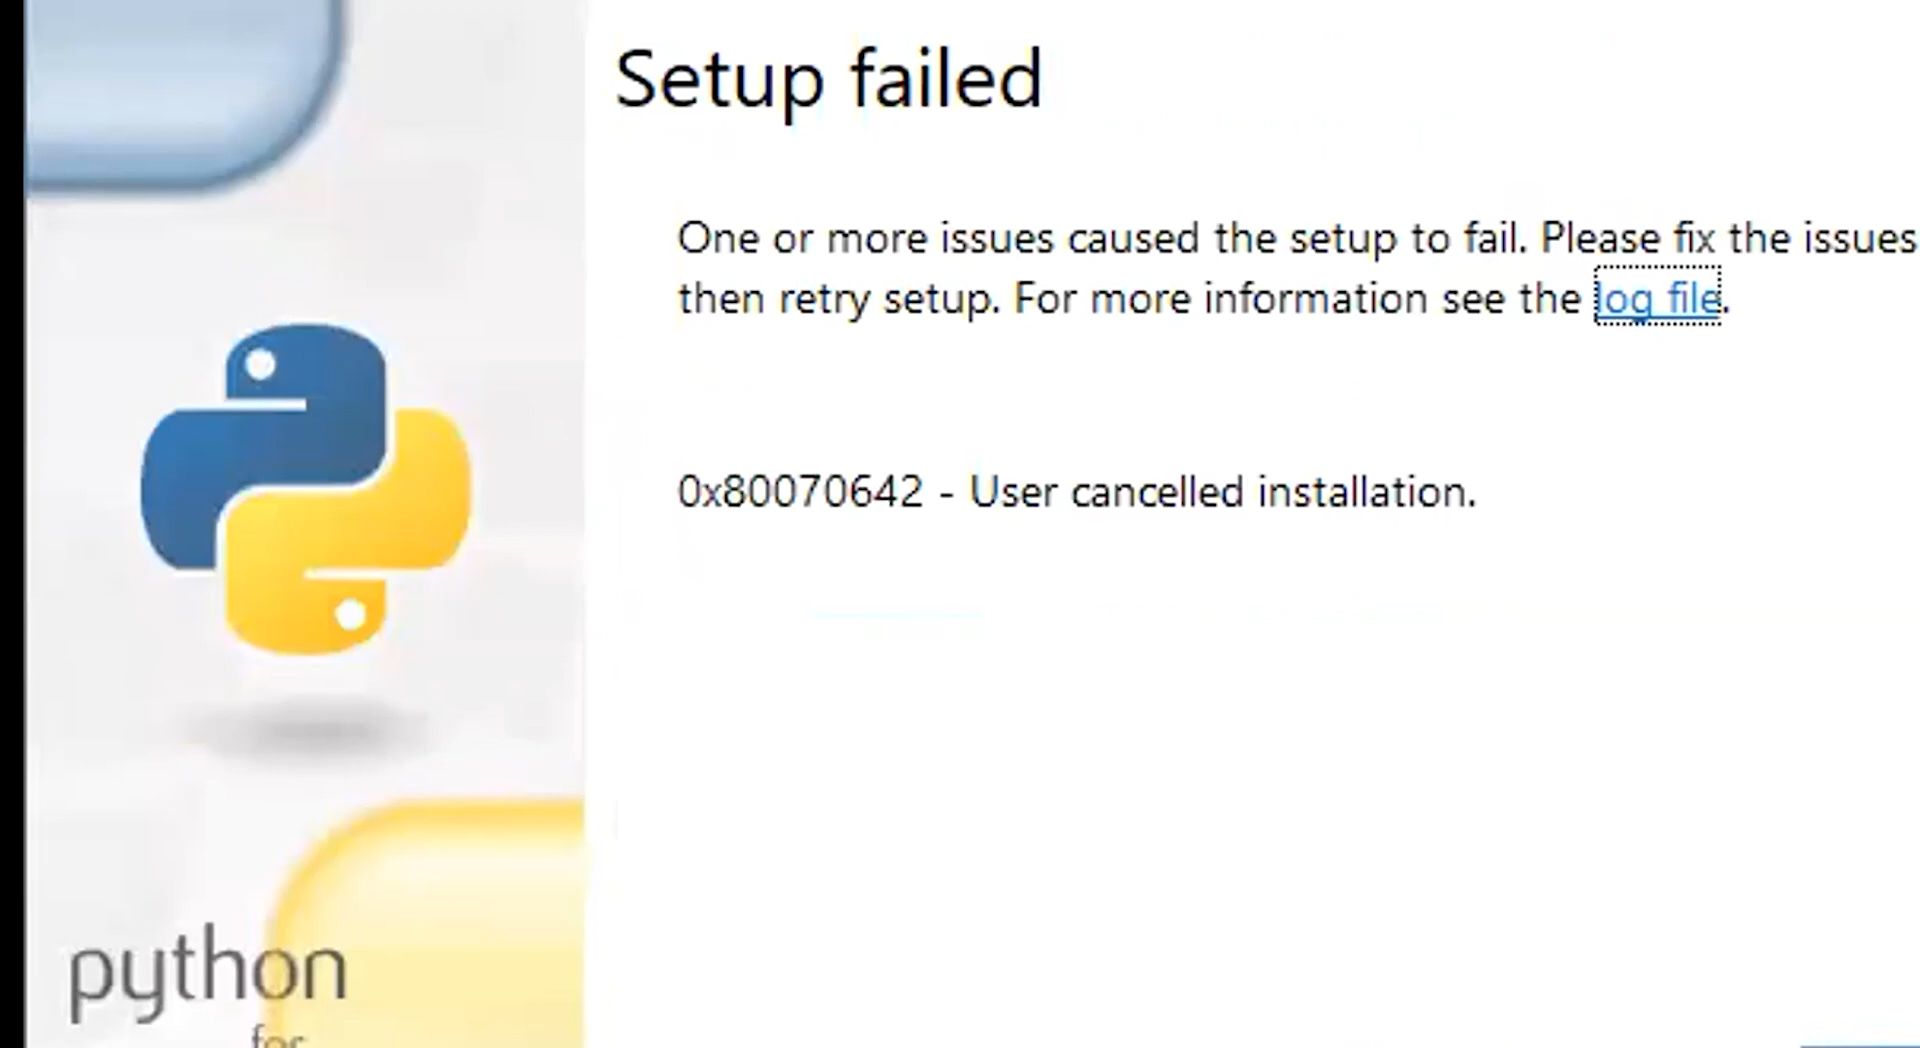 Setup failed
One or more issues caused the setup to fail. Please fix the issues
then retry setup. For more information see the log file.
0x80070642 - User cancelled installation.
python
for